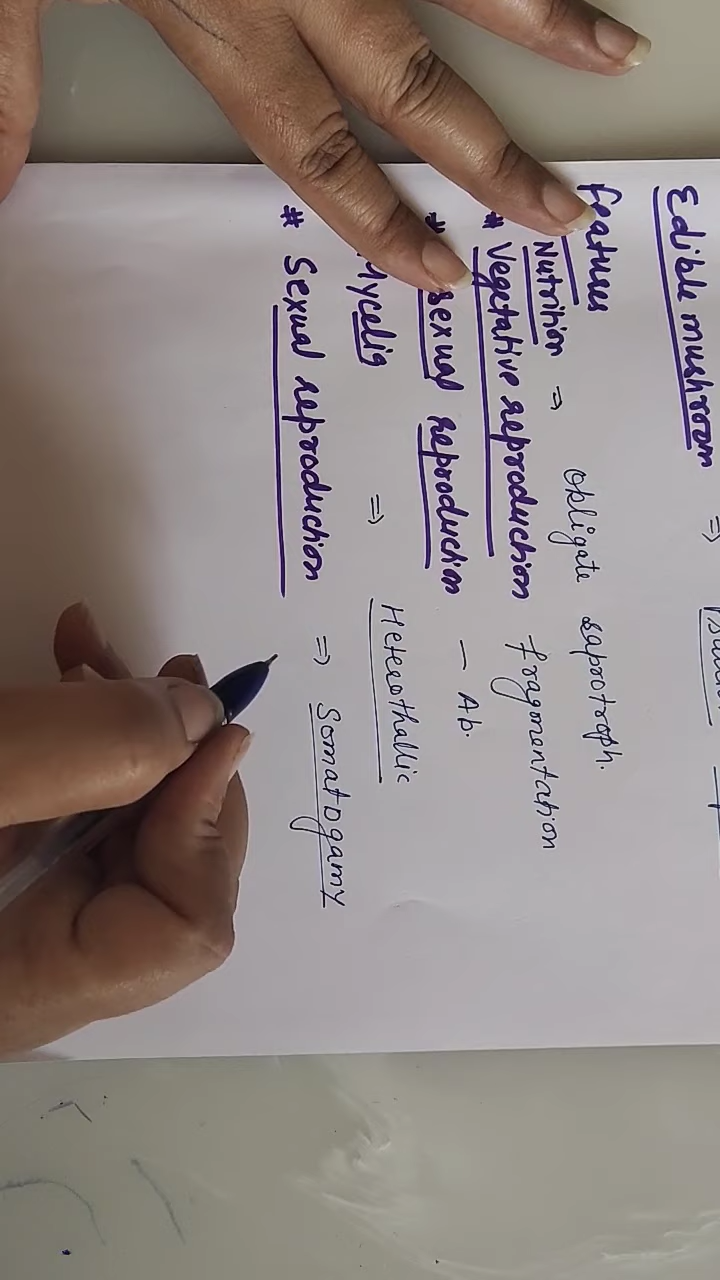 Edible mushroom ⇒
Features
Nutrition ⇒ Obligate saprotroph.
# Vegetative reproduction fragmentation
# sexual reproduction – Ab.
Mycelia ⇒ Heterothallic
# Sexual reproduction ⇒ Somatogamy